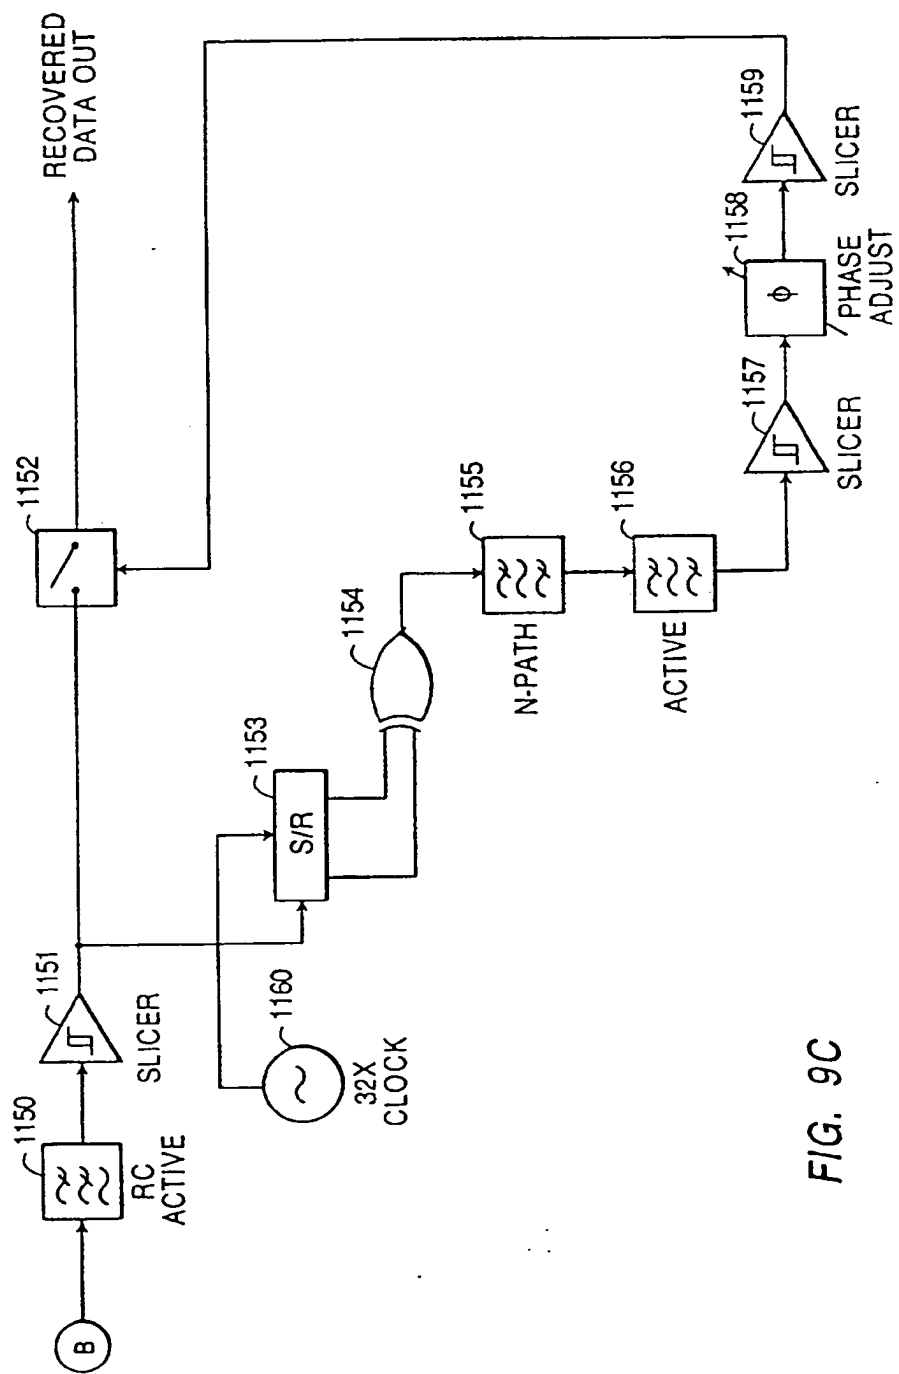 RECOVERED
DATA OUT
1152
1151
SLICER
1150
RC
ACTIVE
B
1160
32X
CLOCK
1153
S/R
1154
1155
N-PATH
1156
ACTIVE
1157
SLICER
1158
Φ
PHASE
ADJUST
1159
SLICER
FIG. 9C